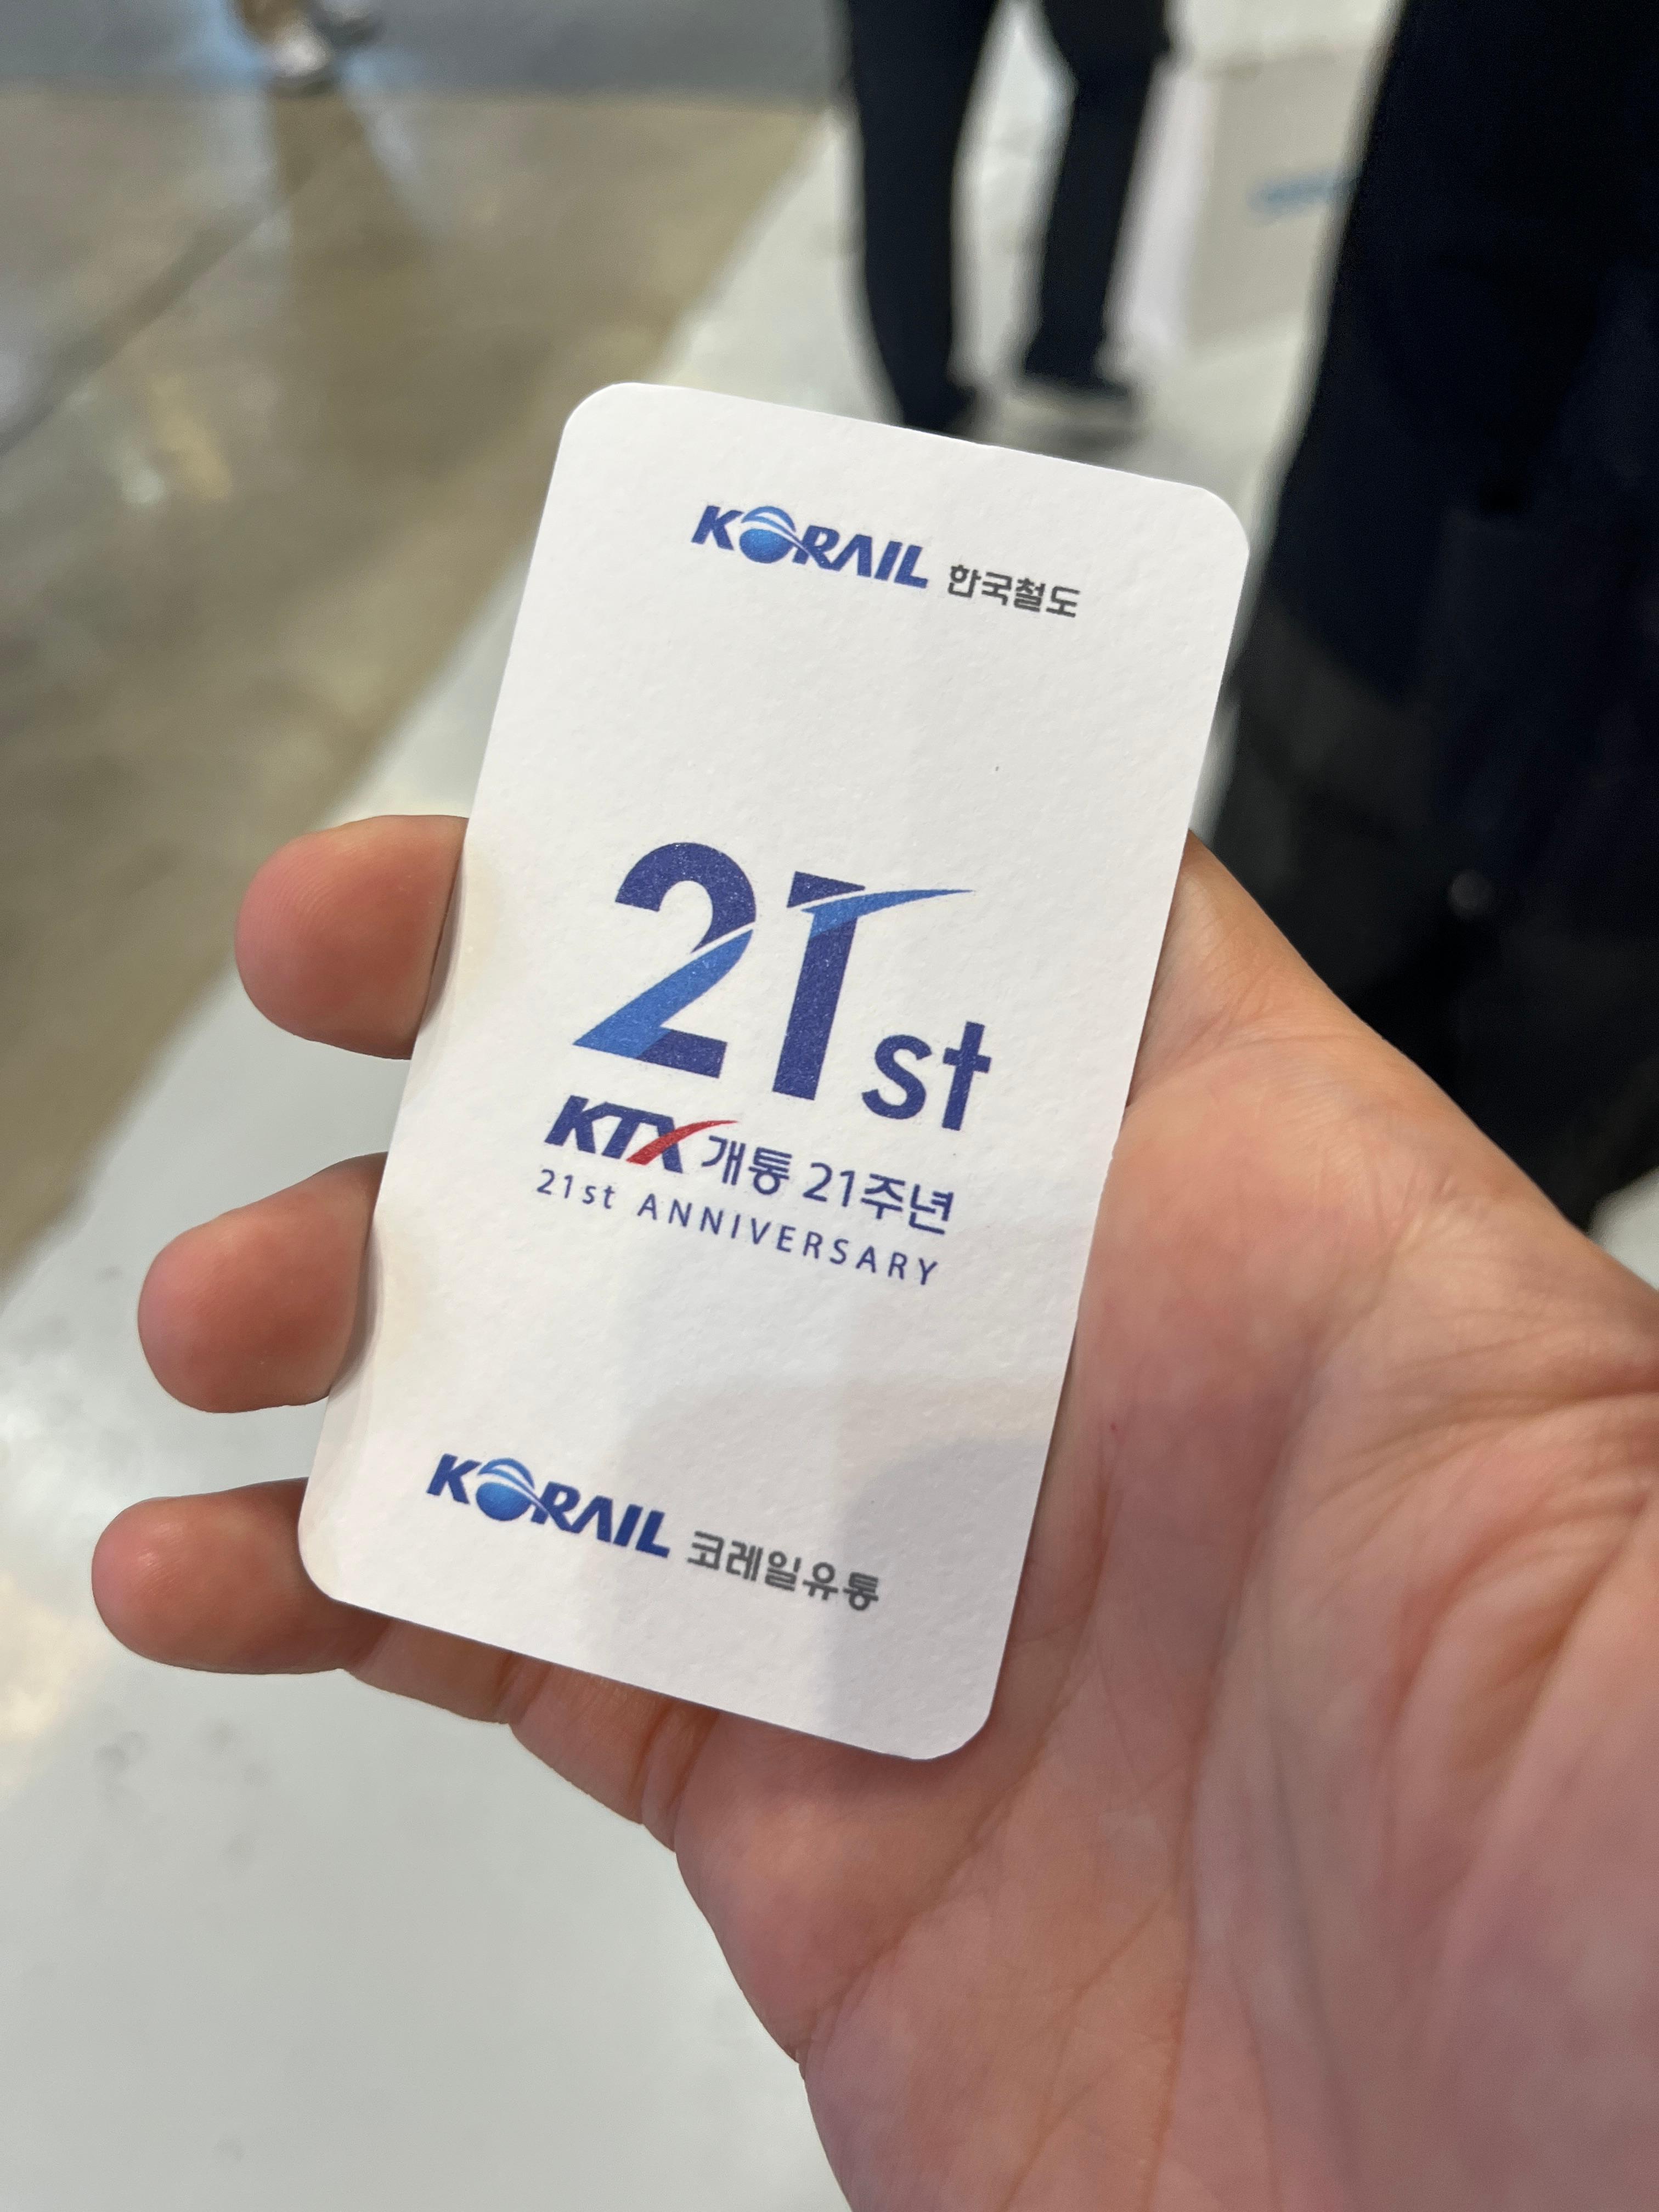 KORAIL 한국철도
21st
KTX 개통 21주년
21st ANNIVERSARY
KORAIL 코레일유통